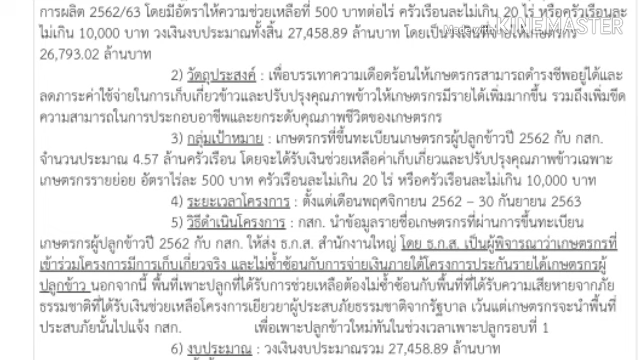 การผลิต 2562/63 โดยมีอัตราให้ความช่วยเหลือที่ 500 บาทต่อไร่ ครัวเรือนละไม่เกิน 20 ไร่ หรือครัวเรือนละ
ไม่เกิน 10,000 บาท วงเงินงบประมาณทั้งสิ้น 27,458.89 ล้านบาท โดยเป็นวงเงินที่จ่ายให้เกษตรกร
Made with KINEMASTER
26,793.02 ล้านบาท
2) วัตถุประสงค์ : เพื่อบรรเทาความเดือดร้อนให้เกษตรกรสามารถดำรงชีพอยู่ได้และ
ลดภาระค่าใช้จ่ายในการเก็บเกี่ยวข้าวและปรับปรุงคุณภาพข้าวให้เกษตรกรมีรายได้เพิ่มมากขึ้น รวมถึงเพิ่มขีด
ความสามารถในการประกอบอาชีพและยกระดับคุณภาพชีวิตของเกษตรกร
3) กลุ่มเป้าหมาย : เกษตรกรที่ขึ้นทะเบียนเกษตรกรผู้ปลูกข้าวปี 2562 กับ กสก.
จำนวนประมาณ 4.57 ล้านครัวเรือน โดยจะได้รับเงินช่วยเหลือค่าเก็บเกี่ยวและปรับปรุงคุณภาพข้าวเฉพาะ
เกษตรกรรายย่อย อัตราไร่ละ 500 บาท ครัวเรือนละไม่เกิน 20 ไร่ หรือครัวเรือนละไม่เกิน 10,000 บาท
4) ระยะเวลาโครงการ : ตั้งแต่เดือนพฤศจิกายน 2562 – 30 กันยายน 2563
5) วิธีดำเนินโครงการ : กสก. นำข้อมูลรายชื่อเกษตรกรที่ผ่านการขึ้นทะเบียน
เกษตรกรผู้ปลูกข้าวปี 2562 กับ กสก. ให้ส่ง ธ.ก.ส. สำนักงานใหญ่ โดย ธ.ก.ส. เป็นผู้พิจารณาว่าเกษตรกรที่
เข้าร่วมโครงการมีการเก็บเกี่ยวจริง และไม่ซ้ำซ้อนกับการจ่ายเงินภายใต้โครงการประกันรายได้เกษตรกรผู้
ปลูกข้าว นอกจากนี้ พื้นที่เพาะปลูกที่ได้รับการช่วยเหลือต้องไม่ซ้ำซ้อนกับพื้นที่ที่ได้รับความเสียหายจากภัย
ธรรมชาติที่ได้รับเงินช่วยเหลือโครงการเยียวยาผู้ประสบภัยธรรมชาติจากรัฐบาล เว้นแต่เกษตรกรจะนำพื้นที่
ประสบภัยนั้นไปแจ้ง กสก. เพื่อเพาะปลูกข้าวใหม่ทันในช่วงเวลาเพาะปลูกรอบที่ 1
6) งบประมาณ : วงเงินงบประมาณรวม 27,458.89 ล้านบาท